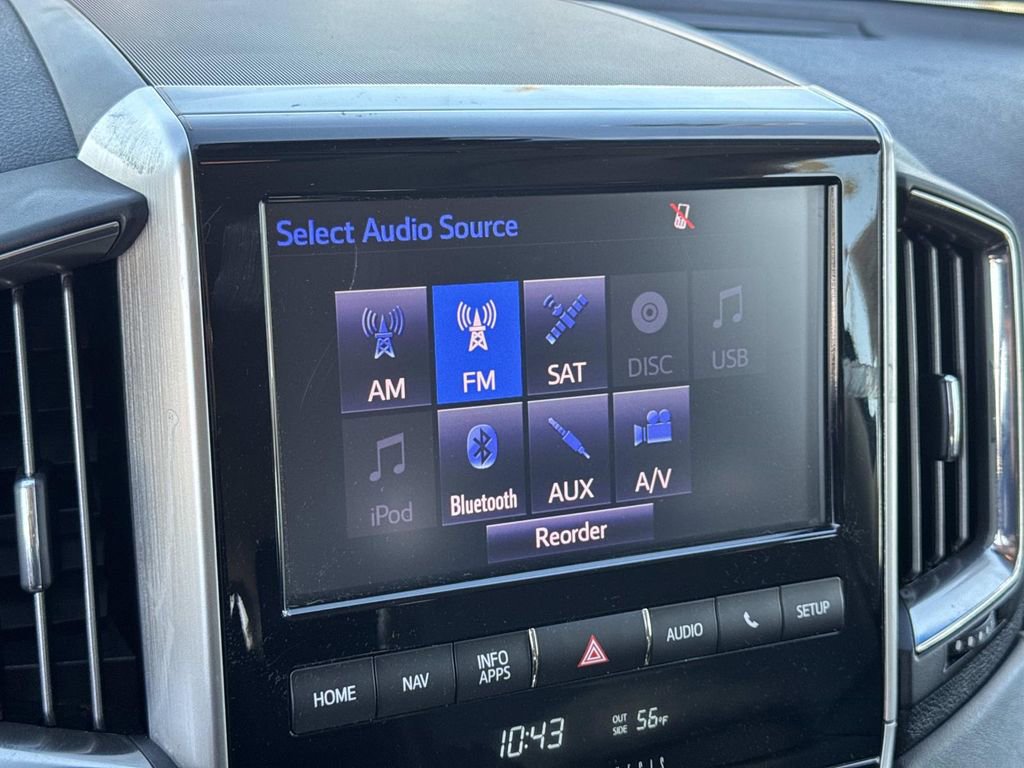 Select Audio Source
AM FM SAT DISC USB
iPod Bluetooth AUX A/V
Reorder
HOME NAV INFO APPS AUDIO SETUP
10:43 OUT SIDE 56°F